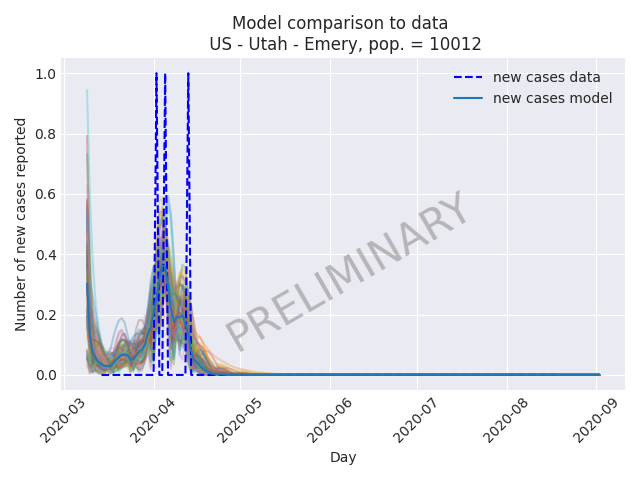 Model comparison to data
US - Utah - Emery, pop. = 10012
new cases data
new cases model
1.0
0.8
0.6
0.4
0.2
0.0
Number of new cases reported
PRELIMINARY
2020-03
2020-04
2020-05
2020-06
2020-07
2020-08
2020-09
Day